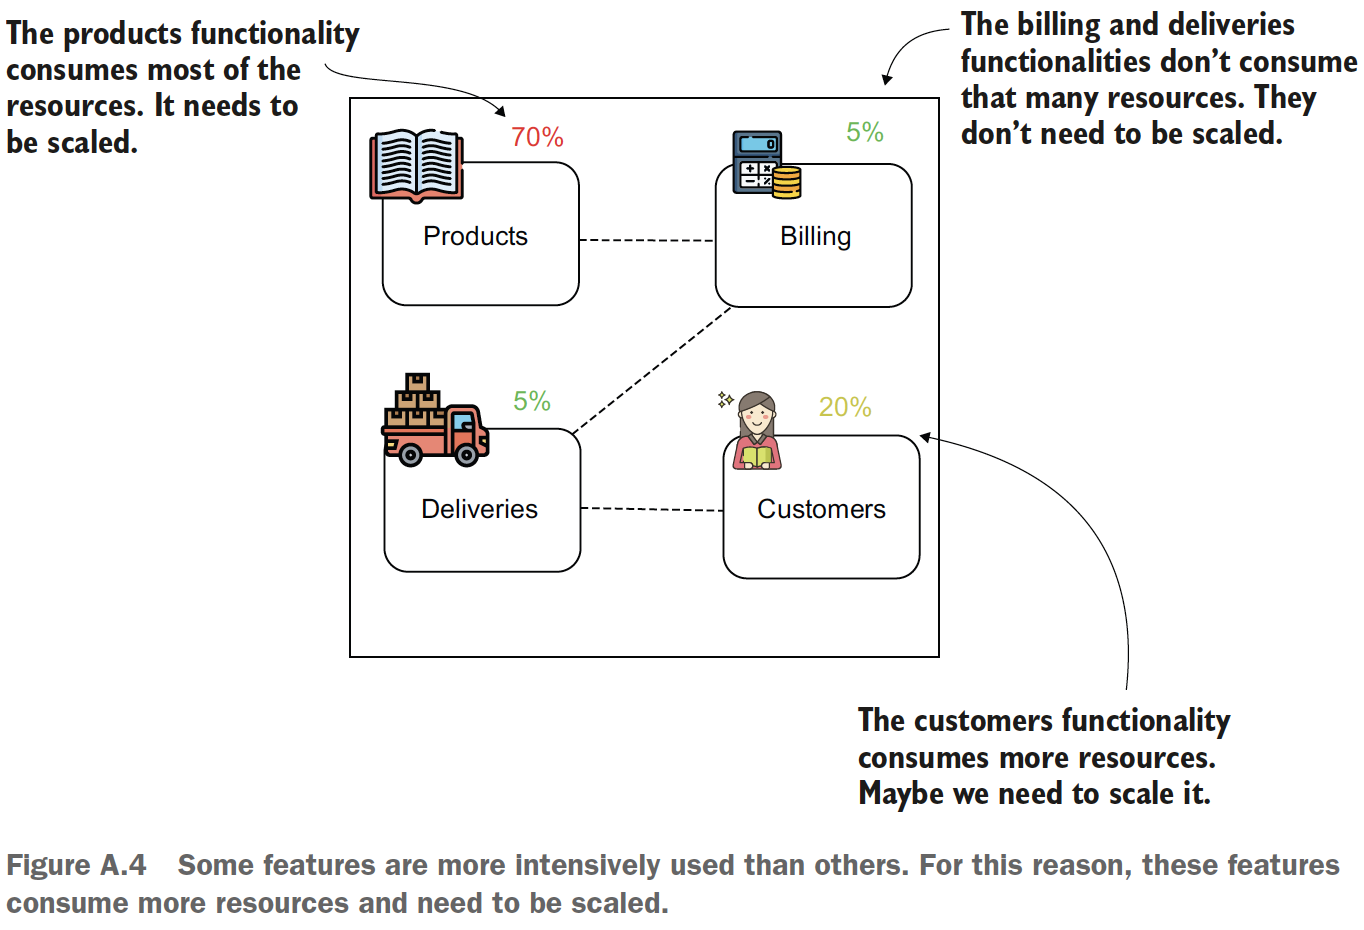 The products functionality
consumes most of the
resources. It needs to
be scaled.
The billing and deliveries
functionalities don’t consume
that many resources. They
don’t need to be scaled.
70%
5%
Products
Billing
5%
20%
Deliveries
Customers
The customers functionality
consumes more resources.
Maybe we need to scale it.
Figure A.4 Some features are more intensively used than others. For this reason, these features
consume more resources and need to be scaled.